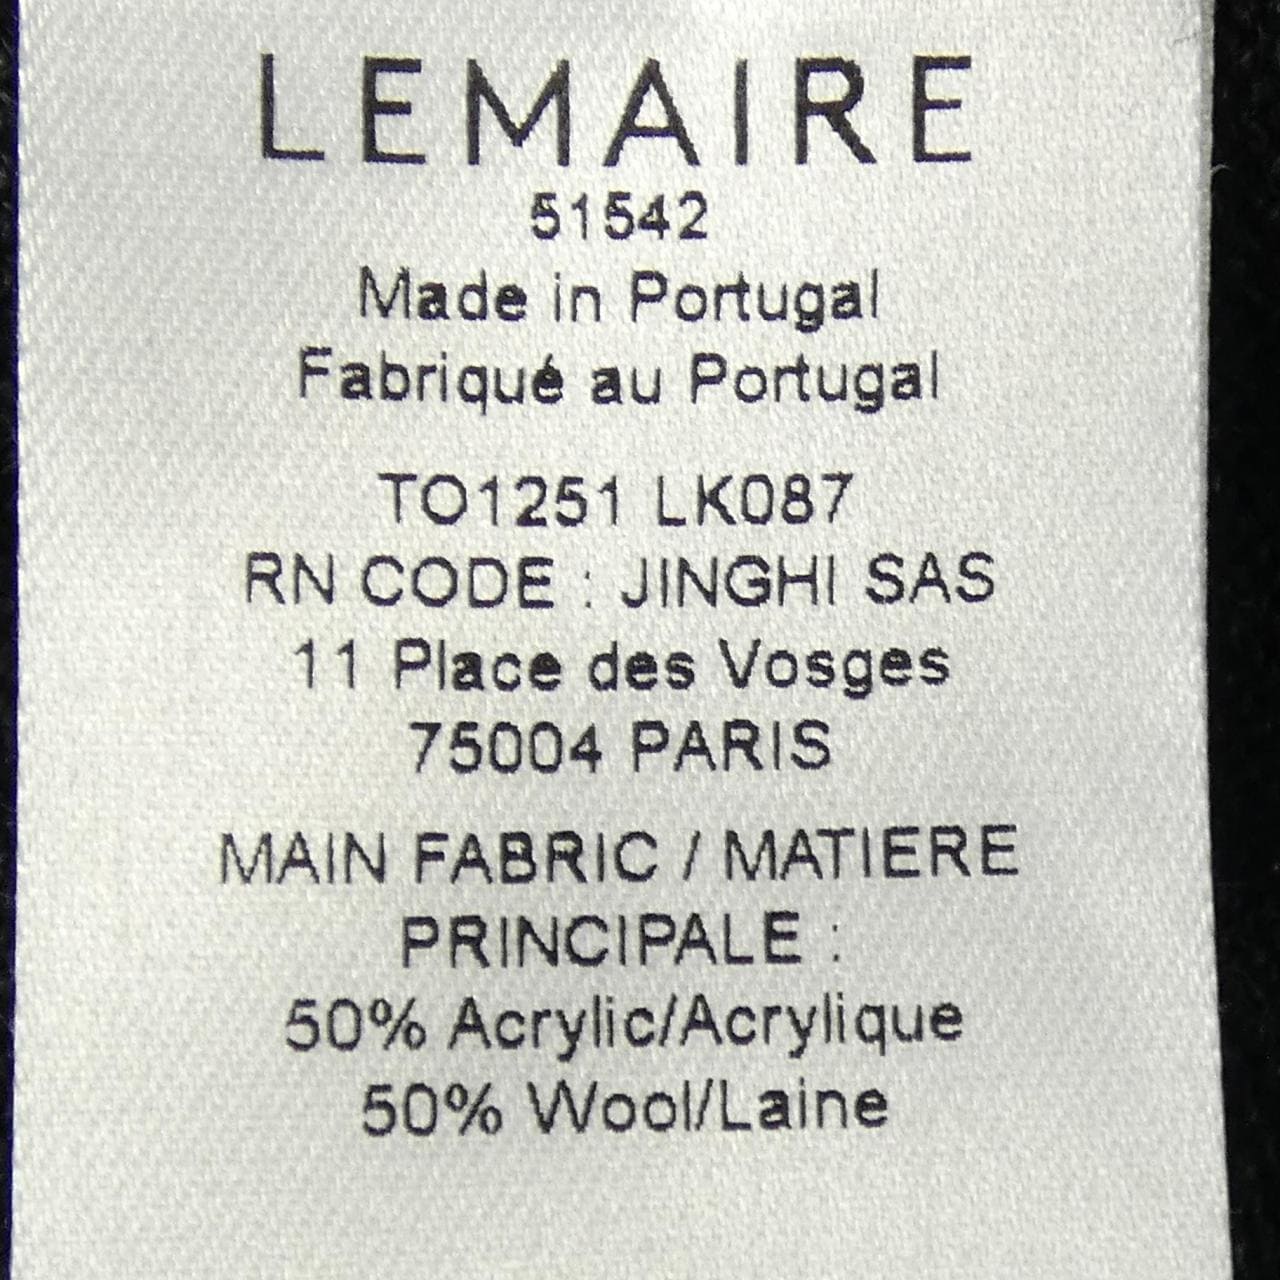 LEMAIRE
51542
Made in Portugal
Fabriqué au Portugal
TO1251 LK087
RN CODE : JINGHI SAS
11 Place des Vosges
75004 PARIS
MAIN FABRIC / MATIERE
PRINCIPALE :
50% Acrylic/Acrylique
50% Wool/Laine